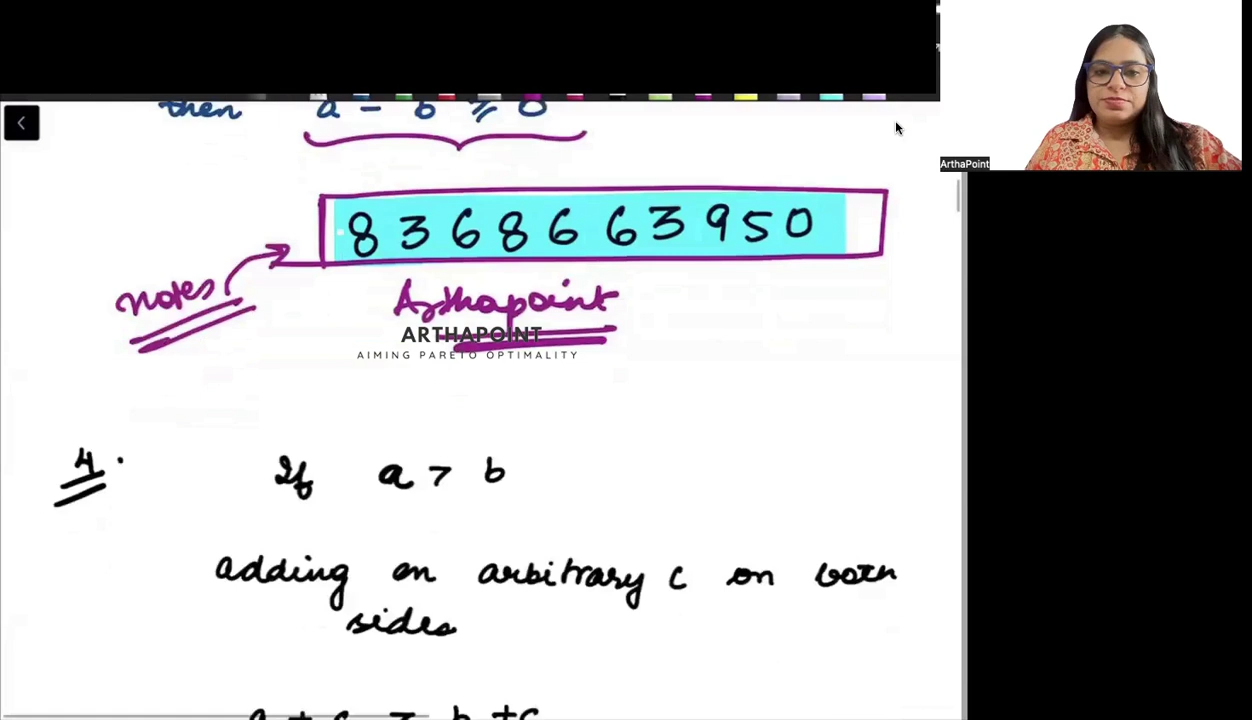 then a - b ≥ 0
ArthaPoint
8368663950
notes
Arthapoint
ARTHAPOINT
AIMING PARETO OPTIMALITY
4. If a > b
adding an arbitrary c on both
sides
a + c > b + c